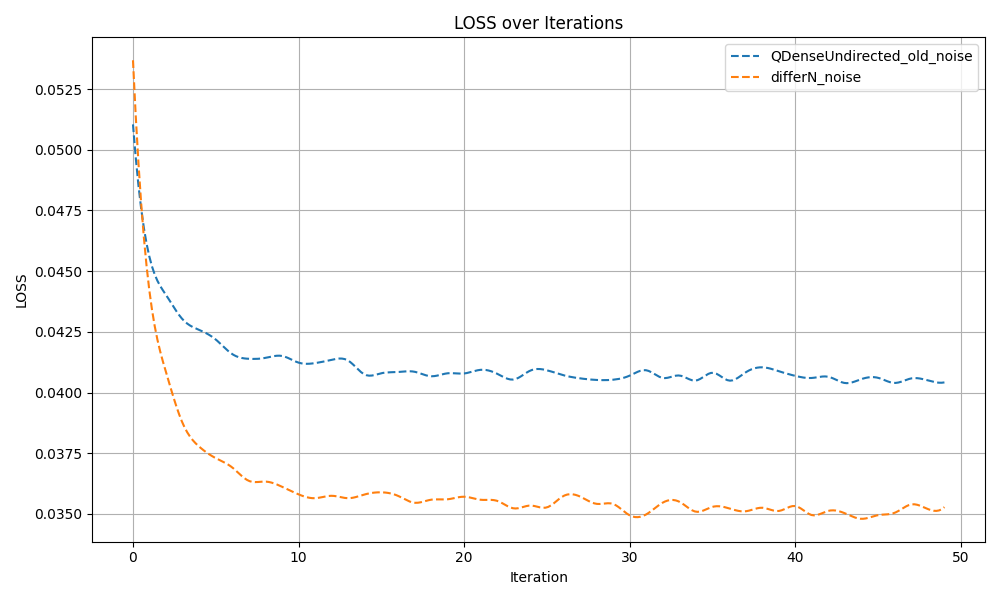 LOSS over Iterations
QDenseUndirected_old_noise
differN_noise
0.0525
0.0500
0.0475
0.0450
0.0425
0.0400
0.0375
0.0350
LOSS
0 10 20 30 40 50
Iteration